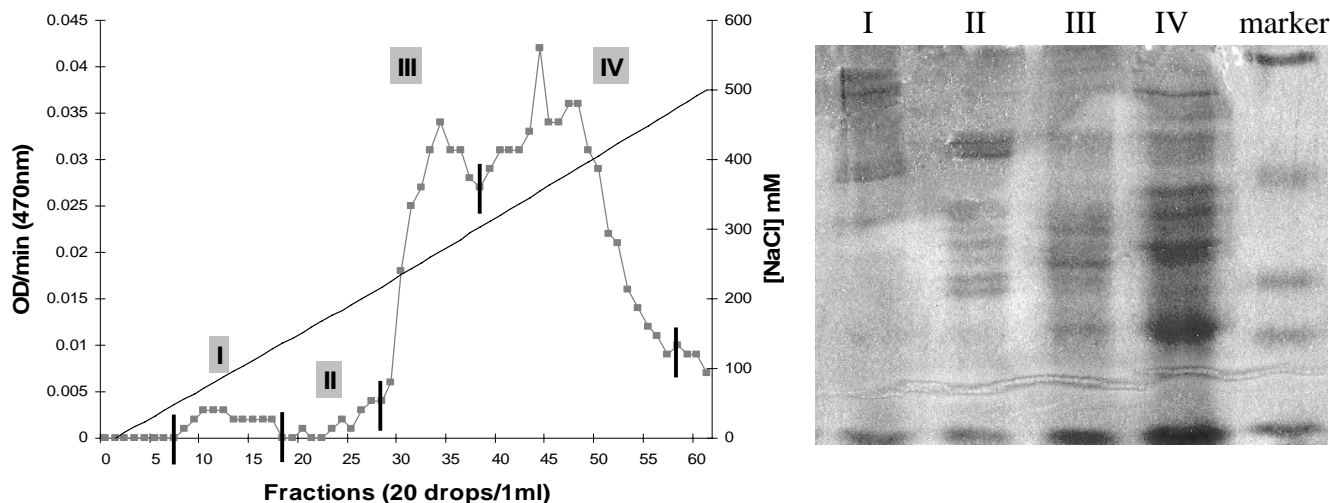 0.045
0.04
0.035
0.03
0.025
0.02
0.015
0.01
0.005
0
OD/min (470nm)
I
II
III
IV
600
500
400
300
200
100
0
[NaCl] mM
0 5 10 15 20 25 30 35 40 45 50 55 60
Fractions (20 drops/1ml)
I II III IV marker